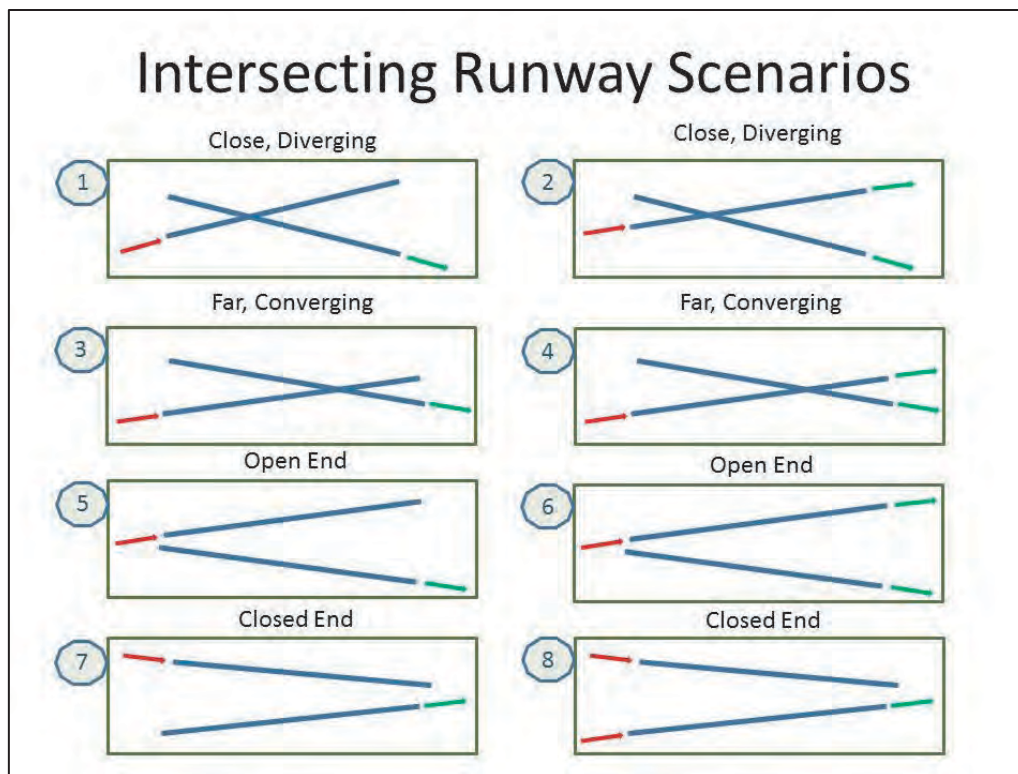 Intersecting Runway Scenarios
Close, Diverging
1
Close, Diverging
2
Far, Converging
3
Far, Converging
4
Open End
5
Open End
6
Closed End
7
Closed End
8